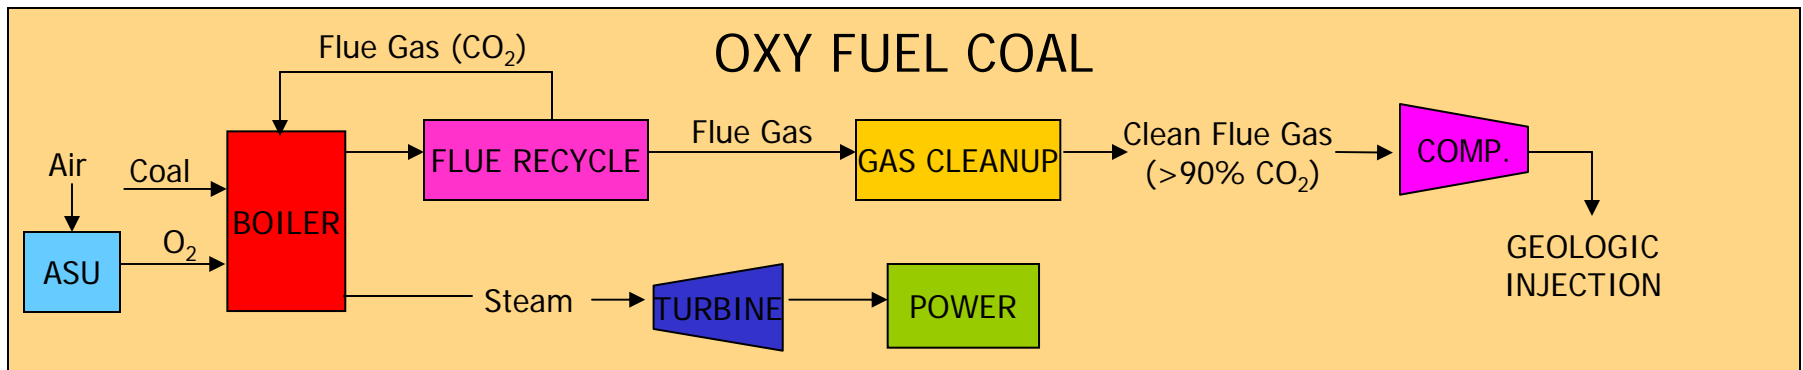 OXY FUEL COAL
Flue Gas (CO₂)
Air
Coal
O₂
ASU
BOILER
FLUE RECYCLE
Flue Gas
GAS CLEANUP
Clean Flue Gas
(>90% CO₂)
COMP.
GEOLOGIC
INJECTION
Steam
TURBINE
POWER